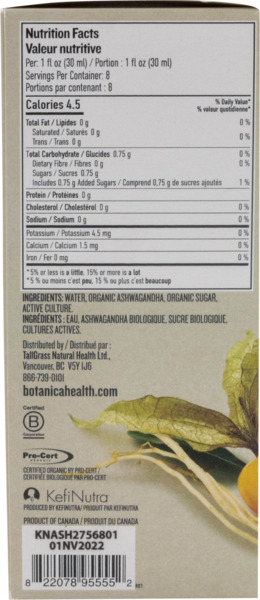 Nutrition Facts
Valeur nutritive
Per: 1 fl oz (30 ml) / Portion : 1 fl oz (30 ml)
Servings Per Container: 8
Portions par contenant : 8
Calories 4.5
% Daily Value*
% valeur quotidienne*
Total Fat / Lipides 0 g 0 %
Saturated / Saturés 0 g
Trans / Trans 0 g 0 %
Total Carbohydrate / Glucides 0.75 g 0 %
Dietary Fibre / Fibres 0 g 0 %
Sugars / Sucres 0.75 g
Includes 0.75 g Added Sugars / Comprend 0,75 g de sucres ajoutés 1 %
Protein / Protéines 0 g
Cholesterol / Cholestérol 0 g 0 %
Sodium / Sodium 0 g 0 %
Potassium / Potassium 4.5 mg 0 %
Calcium / Calcium 1.5 mg 0 %
Iron / Fer 0 mg 0 %
*5% or less is a little, 15% or more is a lot
*5 % ou moins c'est peu, 15 % ou plus c'est beaucoup
INGREDIENTS: WATER, ORGANIC ASHWAGANDHA, ORGANIC SUGAR,
ACTIVE CULTURE.
INGRÉDIENTS : EAU, ASHWAGANDHA BIOLOGIQUE, SUCRE BIOLOGIQUE,
CULTURES ACTIVES.
Distributed by / Distribué par :
TallGrass Natural Health Ltd.,
Vancouver, BC V5Y 1J6
866-739-0101
botanicahealth.com
Certified
B
Corporation
Pro-Cert
ORGANIC
CERTIFIED ORGANIC BY PRO-CERT /
CERTIFIÉE BIOLOGIQUE PAR PRO-CERT
KefiNutra
PRODUCED BY KEFINUTRA/ PRODUIT PAR KEFINUTRA
PRODUCT OF CANADA / PRODUIT DU CANADA
KNASH2756801
01NV2022
8 22078 95555 2
R01